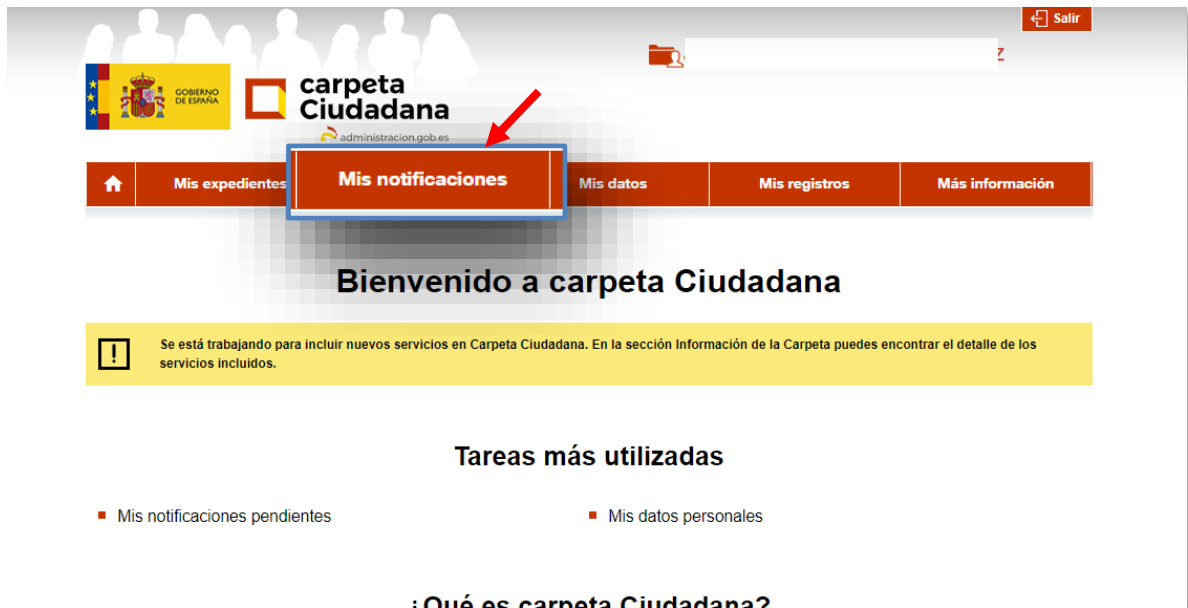 Salir
Z
GOBIERNO
DE ESPAÑA
carpeta
Ciudadana
administracion.gob.es
Mis expedientes
Mis notificaciones
Mis datos
Mis registros
Más información
Bienvenido a carpeta Ciudadana
Se está trabajando para incluir nuevos servicios en Carpeta Ciudadana. En la sección Información de la Carpeta puedes encontrar el detalle de los
servicios incluidos.
Tareas más utilizadas
Mis notificaciones pendientes
Mis datos personales
¿Qué es carpeta Ciudadana?